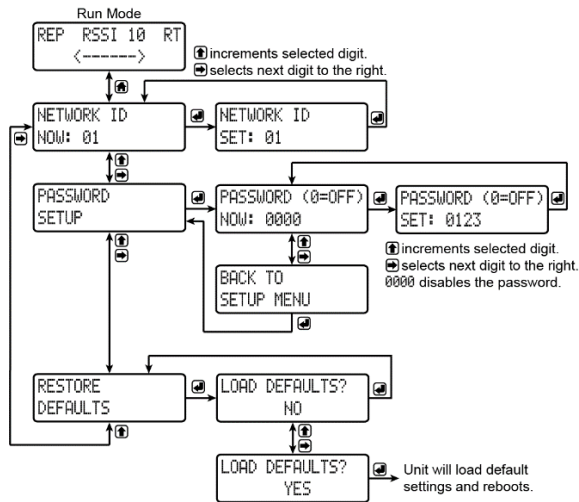 Run Mode
REP RSSI 10 RT
<------>
increments selected digit.
selects next digit to the right.
NETWORK ID
NOW: 01
NETWORK ID
SET: 01
PASSWORD
SETUP
PASSWORD (0=OFF)
NOW: 0000
PASSWORD (0=OFF)
SET: 0123
increments selected digit.
selects next digit to the right.
0000 disables the password.
BACK TO
SETUP MENU
RESTORE
DEFAULTS
LOAD DEFAULTS?
NO
LOAD DEFAULTS?
YES
Unit will load default
settings and reboots.